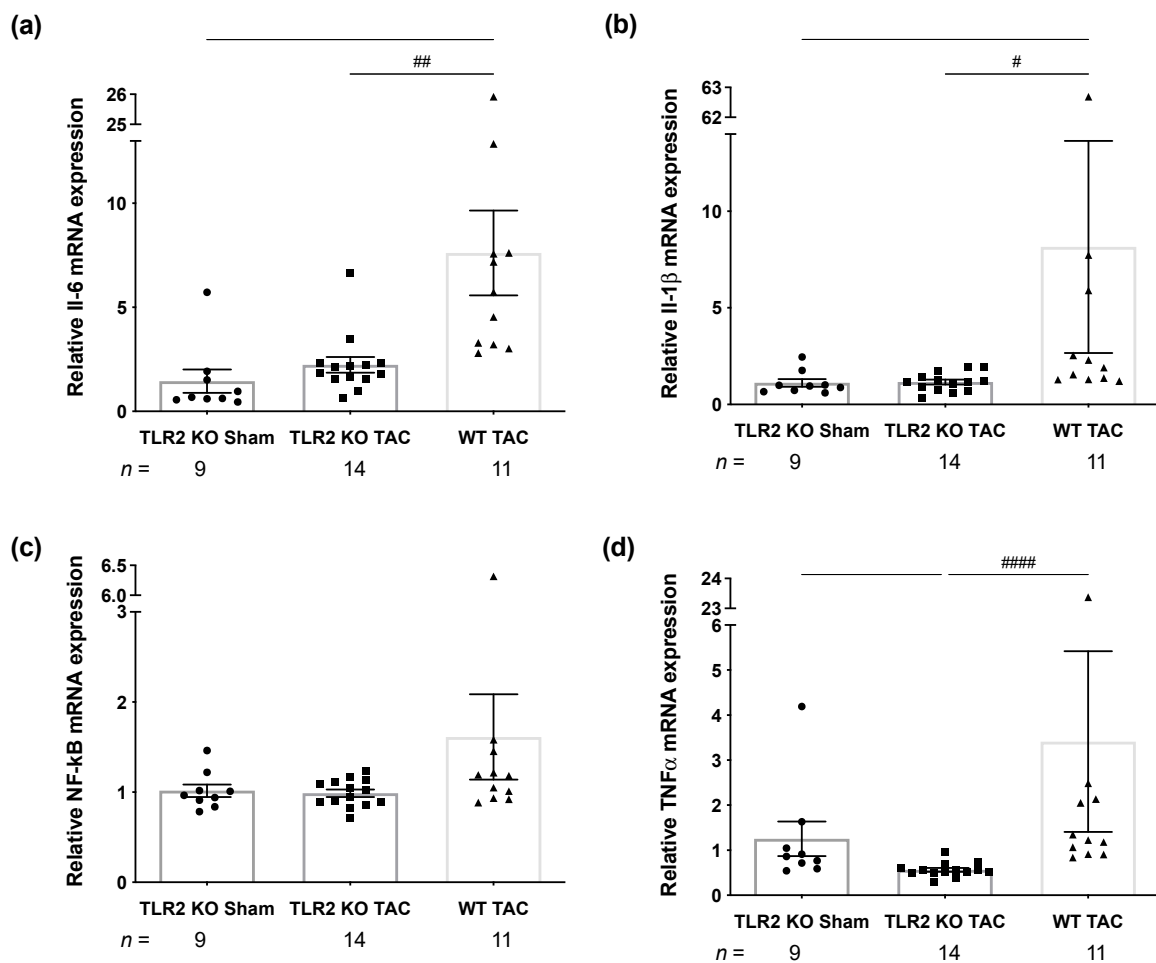 (a)
##
Relative Il-6 mRNA expression
26
25
10
5
0
TLR2 KO Sham TLR2 KO TAC WT TAC
n = 9 14 11
(b)
#
Relative Il-1β mRNA expression
63
62
10
5
0
TLR2 KO Sham TLR2 KO TAC WT TAC
n = 9 14 11
(c)
Relative NF-kB mRNA expression
6.5
6.0
3
2
1
0
TLR2 KO Sham TLR2 KO TAC WT TAC
n = 9 14 11
(d)
####
Relative TNFα mRNA expression
24
23
6
5
4
3
2
1
0
TLR2 KO Sham TLR2 KO TAC WT TAC
n = 9 14 11